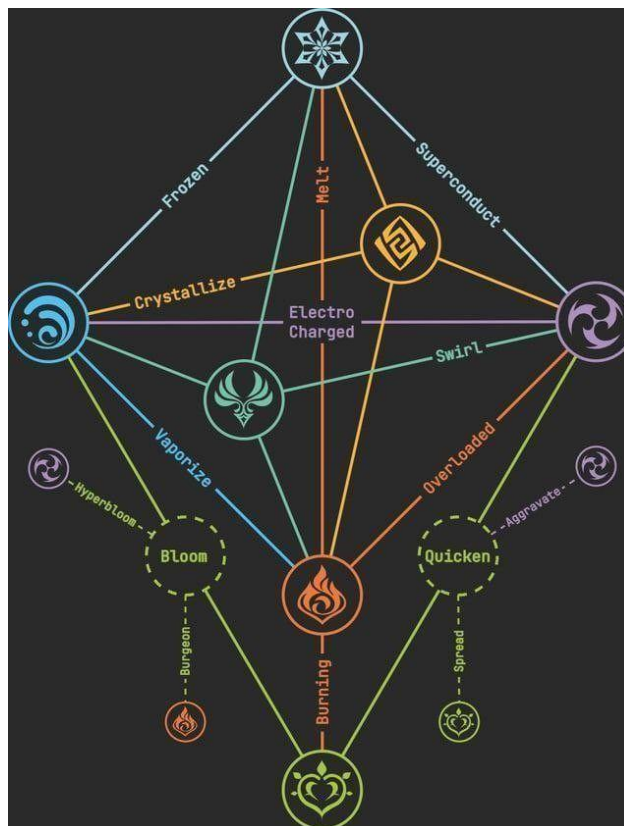 Frozen
Melt
Superconduct
Crystallize
Electro
Charged
Swirl
Vaporize
Overloaded
Hyperbloom
Aggravate
Bloom
Quicken
Burgeon
Burning
Spread